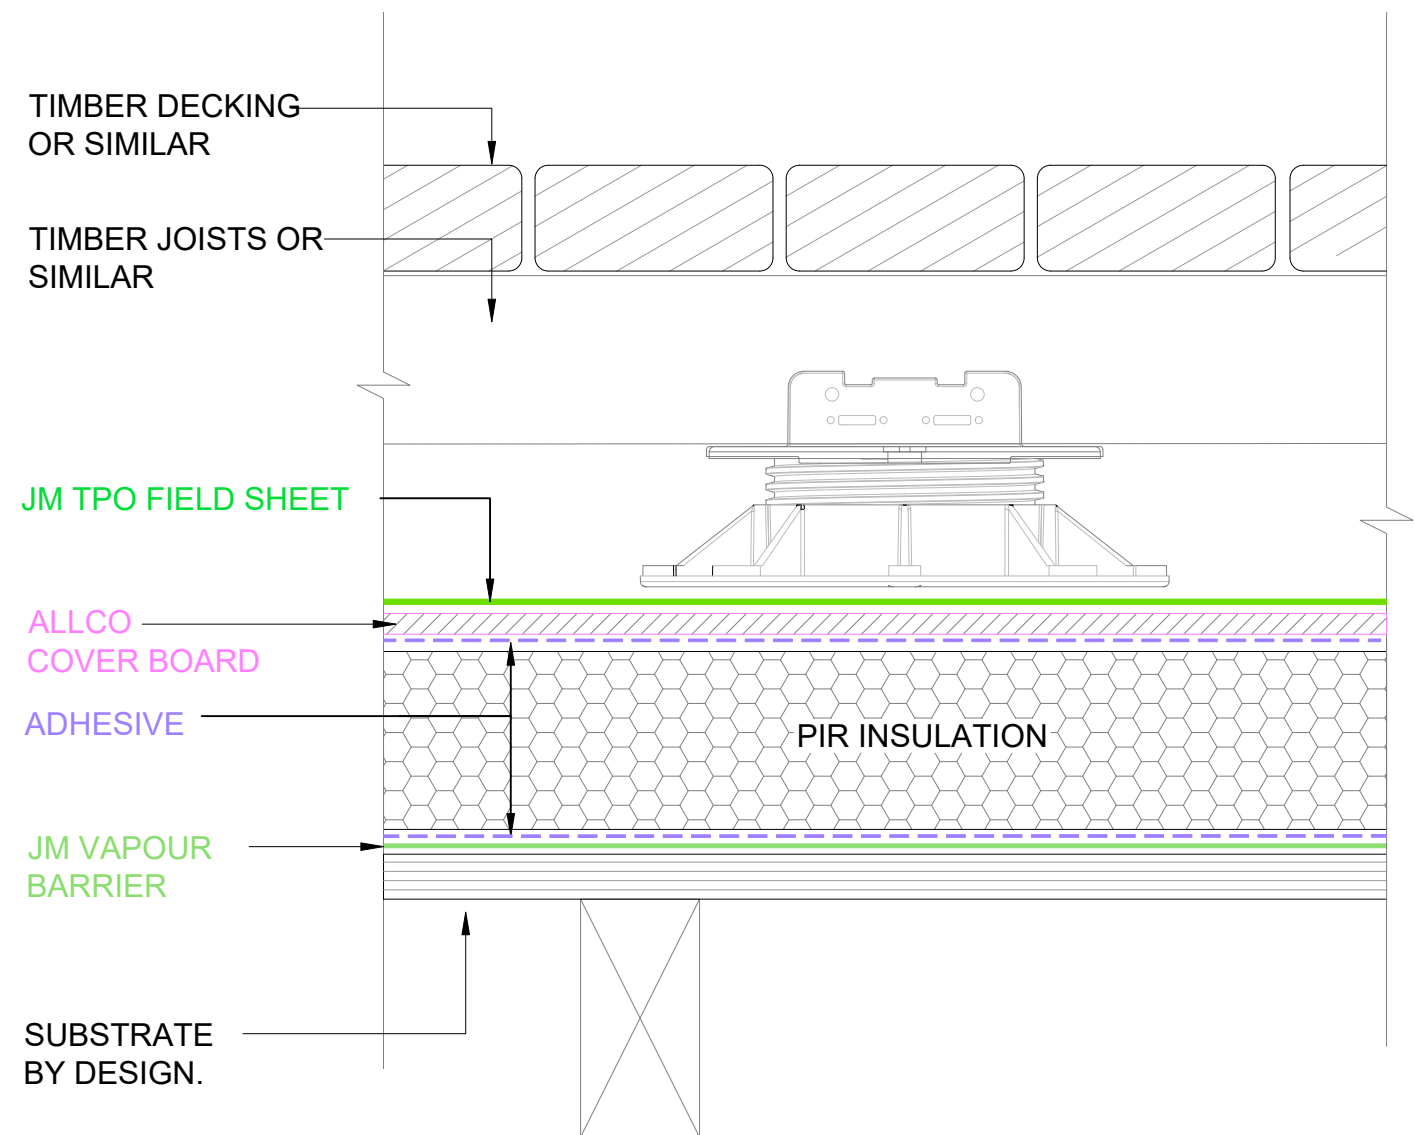 TIMBER DECKING
OR SIMILAR
TIMBER JOISTS OR
SIMILAR
JM TPO FIELD SHEET
ALLCO
COVER BOARD
ADHESIVE
PIR INSULATION
JM VAPOUR
BARRIER
SUBSTRATE
BY DESIGN.